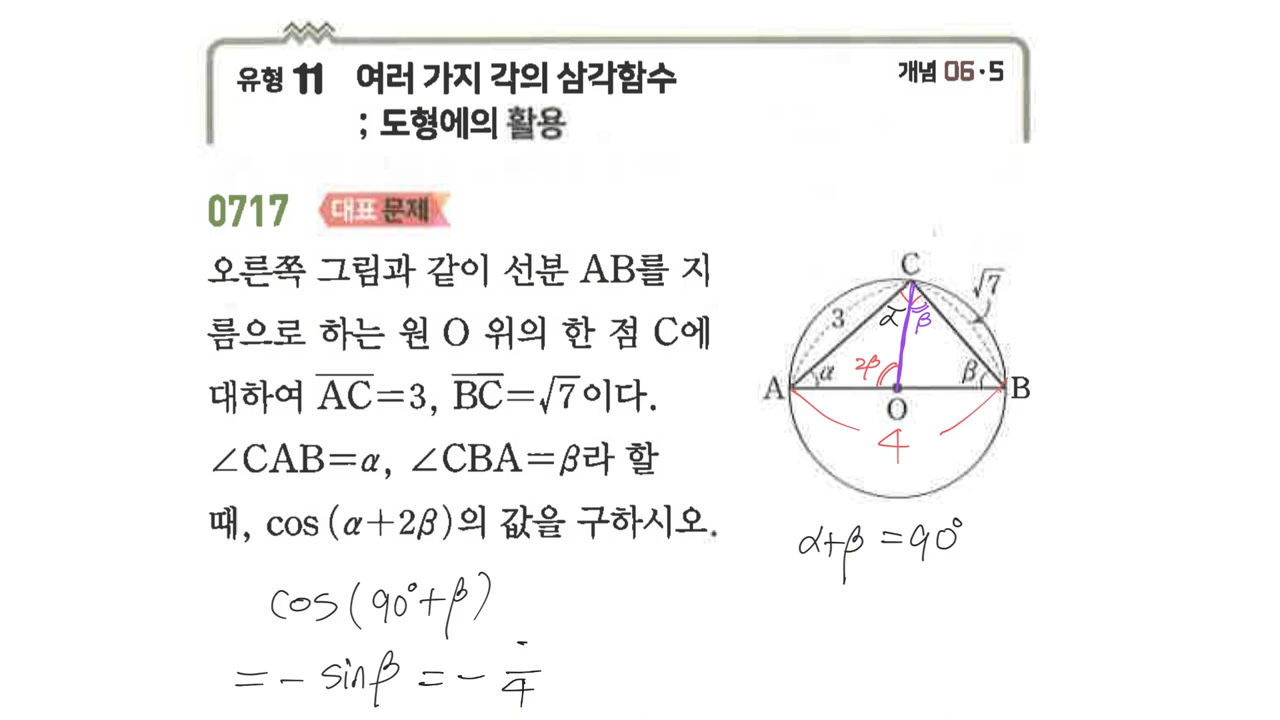 유형 11 여러 가지 각의 삼각함수
; 도형에의 활용
개념 06·5
0717 대표 문제
오른쪽 그림과 같이 선분 AB를 지
름으로 하는 원 O 위의 한 점 C에
대하여 AC=3, BC=√7이다.
∠CAB=α, ∠CBA=β라 할
때, cos(α+2β)의 값을 구하시오.
C
√7
3
α β
2β
α β
A O B
4
α+β=90°
cos(90°+β)
=- sinβ = -
4